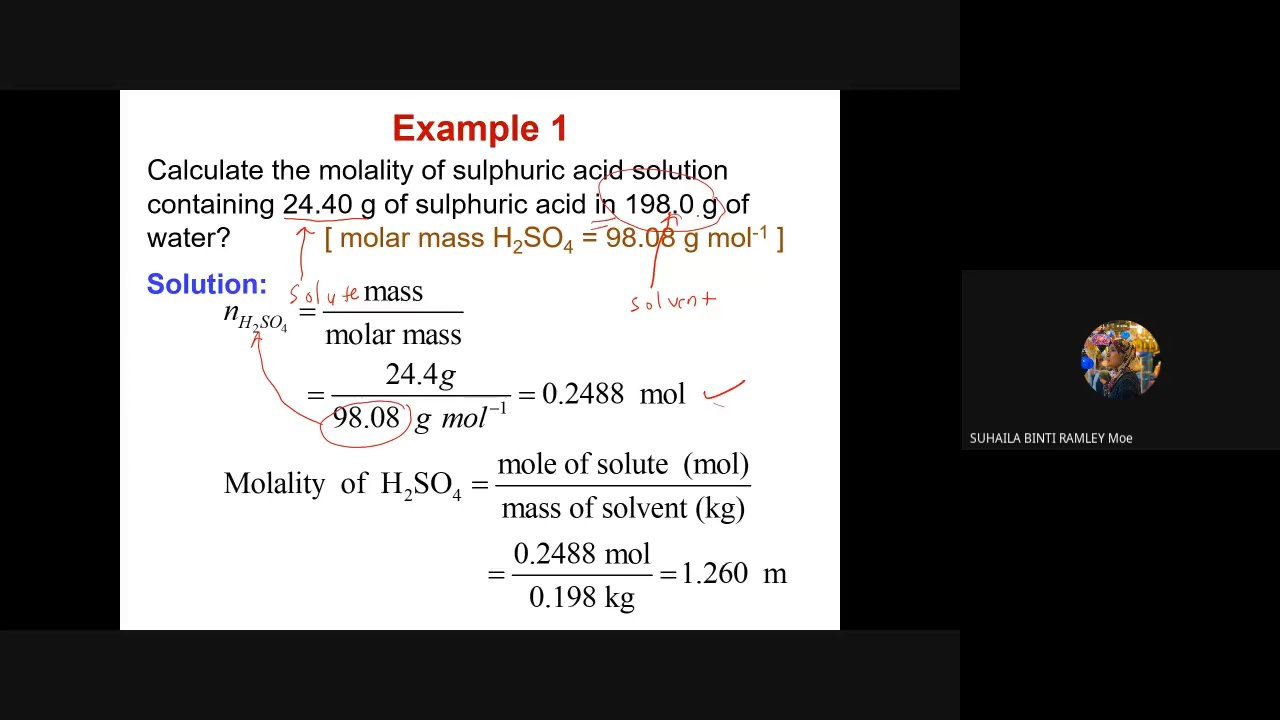 Example 1
Calculate the molality of sulphuric acid solution
containing 24.40 g of sulphuric acid in 198.0 g of
water? [ molar mass H₂SO₄ = 98.08 g mol⁻¹ ]
Solution:
solute
solvent
n_H₂SO₄ = mass / molar mass
= 24.4g / 98.08 g mol⁻¹ = 0.2488 mol
Molality of H₂SO₄ = mole of solute (mol) / mass of solvent (kg)
= 0.2488 mol / 0.198 kg = 1.260 m
SUHAILA BINTI RAMLEY Moe